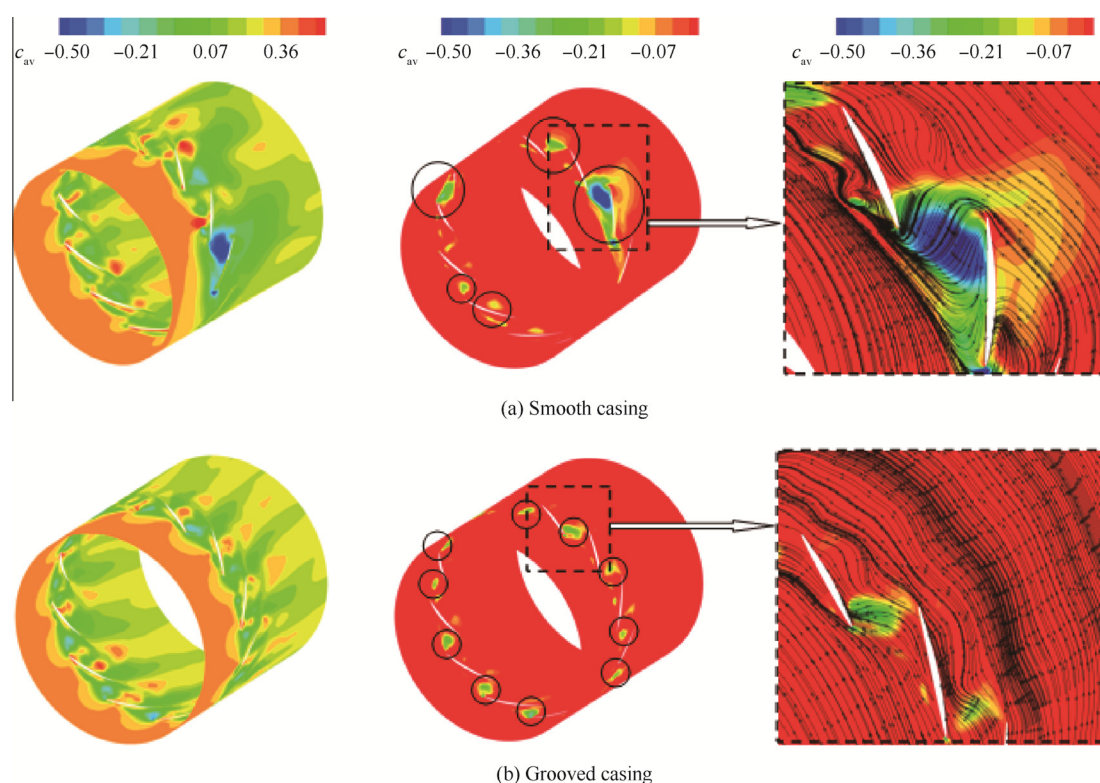 c_av −0.50 −0.21 0.07 0.36
c_av −0.50 −0.36 −0.21 −0.07
c_av −0.50 −0.36 −0.21 −0.07
(a) Smooth casing
(b) Grooved casing